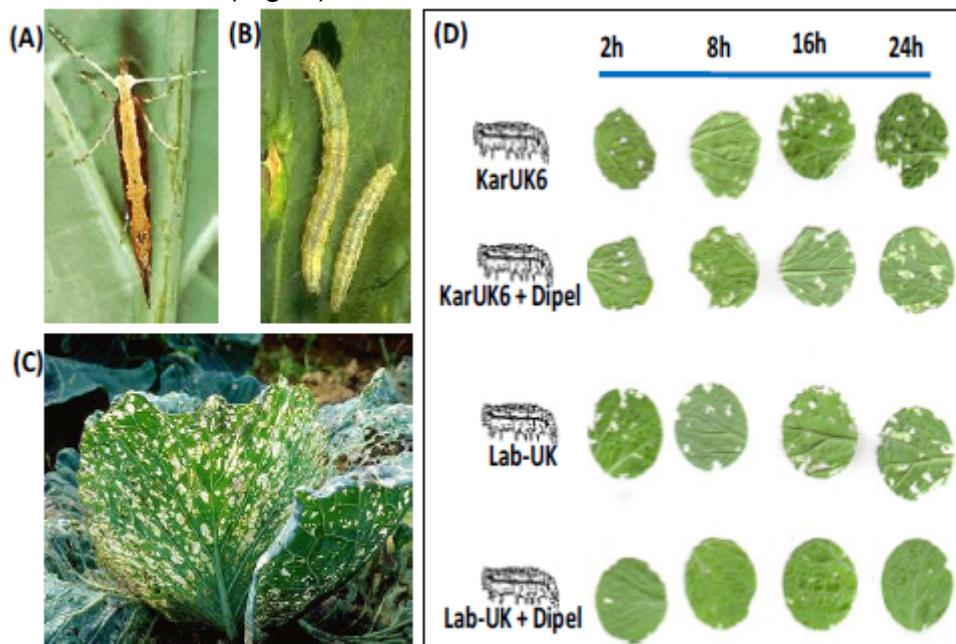 (A)
(B)
(D)
2h 8h 16h 24h
KarUK6
KarUK6 + Dipel
(C)
Lab-UK
Lab-UK + Dipel